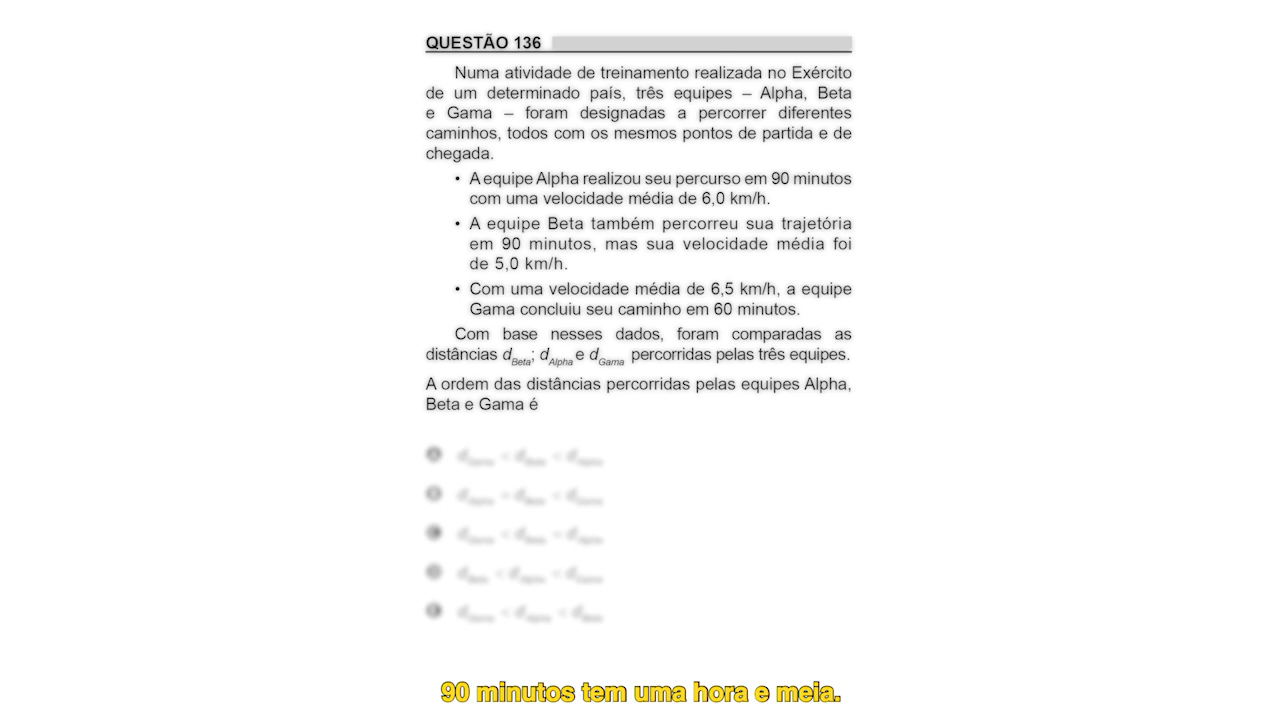 QUESTÃO 136
Numa atividade de treinamento realizada no Exército
de um determinado país, três equipes – Alpha, Beta
e Gama – foram designadas a percorrer diferentes
caminhos, todos com os mesmos pontos de partida e de
chegada.
• A equipe Alpha realizou seu percurso em 90 minutos
com uma velocidade média de 6,0 km/h.
• A equipe Beta também percorreu sua trajetória
em 90 minutos, mas sua velocidade média foi
de 5,0 km/h.
• Com uma velocidade média de 6,5 km/h, a equipe
Gama concluiu seu caminho em 60 minutos.
Com base nesses dados, foram comparadas as
distâncias dBeta; dAlpha e dGama percorridas pelas três equipes.
A ordem das distâncias percorridas pelas equipes Alpha,
Beta e Gama é
90 minutos tem uma hora e meia.